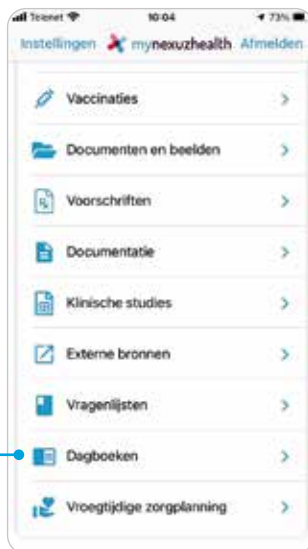 Telenet 10:04 73%
Instellingen mynexuzhealth Afmelden
Vaccinaties
Documenten en beelden
Voorschriften
Documentatie
Klinische studies
Externe bronnen
Vragenlijsten
Dagboeken
Vroegtijdige zorgplanning